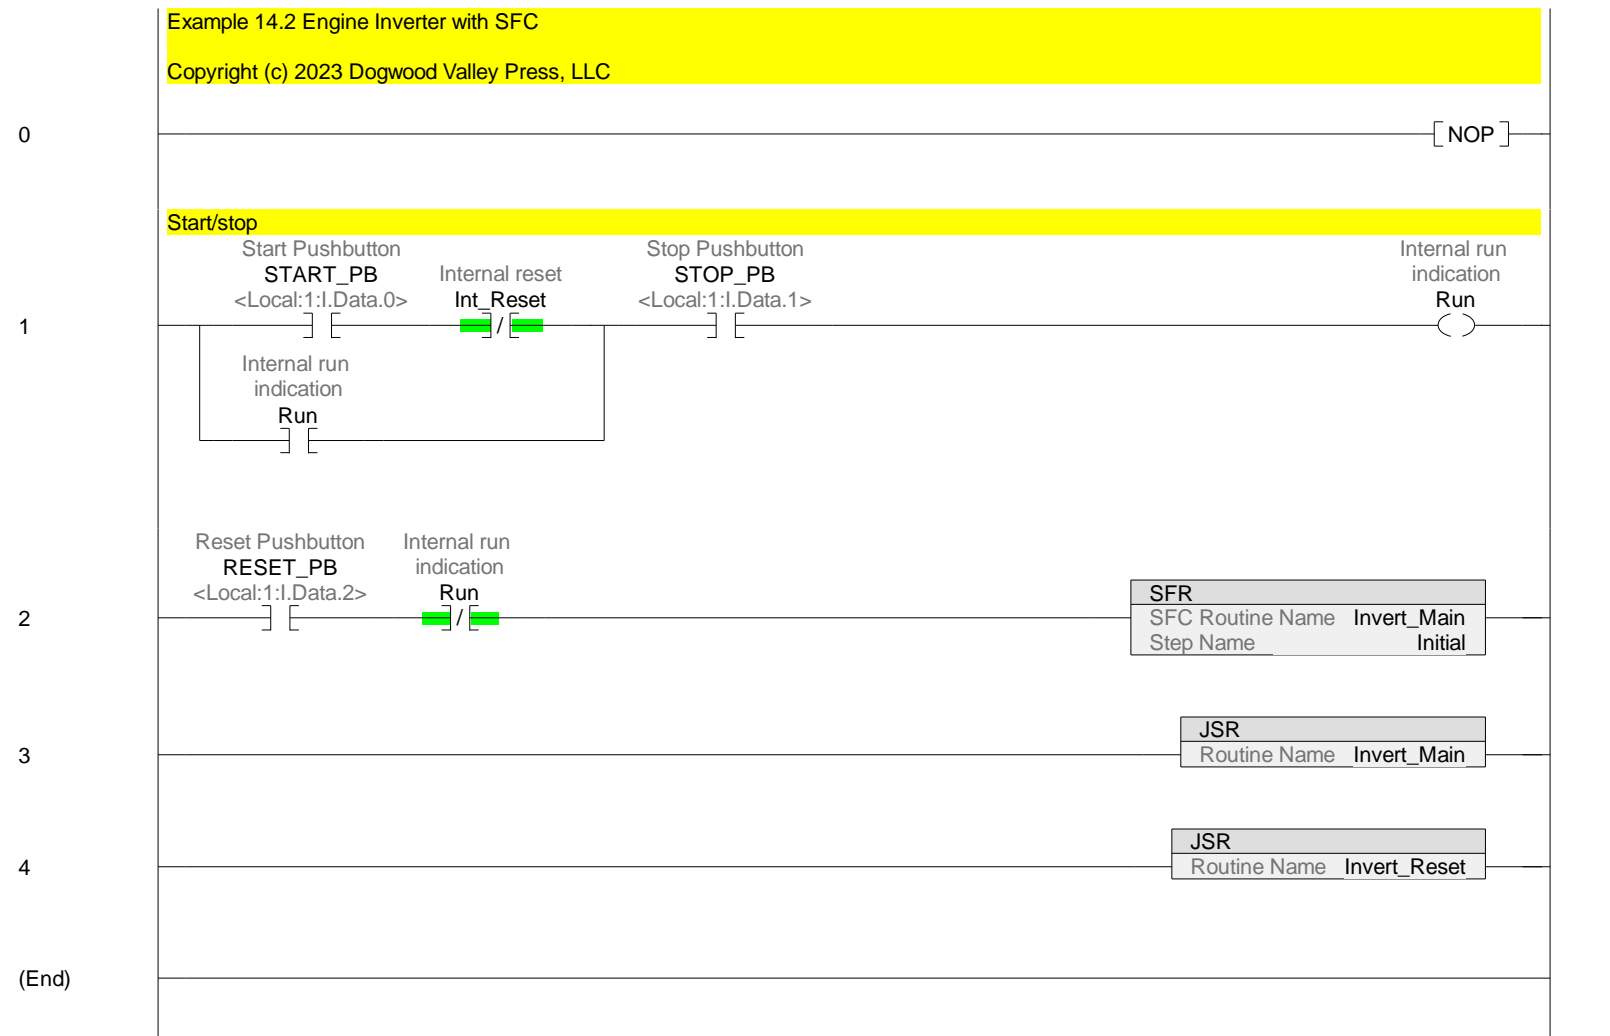 Example 14.2 Engine Inverter with SFC
Copyright (c) 2023 Dogwood Valley Press, LLC
0
NOP
Start/stop
Start Pushbutton
START_PB
<Local:1:I.Data.0>
Internal reset
Int_Reset
/
Stop Pushbutton
STOP_PB
<Local:1:I.Data.1>
Internal run
indication
Run
1
Internal run
indication
Run
Reset Pushbutton
RESET_PB
<Local:1:I.Data.2>
Internal run
indication
Run
/
2
SFR
SFC Routine Name Invert_Main
Step Name Initial
3
JSR
Routine Name Invert_Main
4
JSR
Routine Name Invert_Reset
(End)